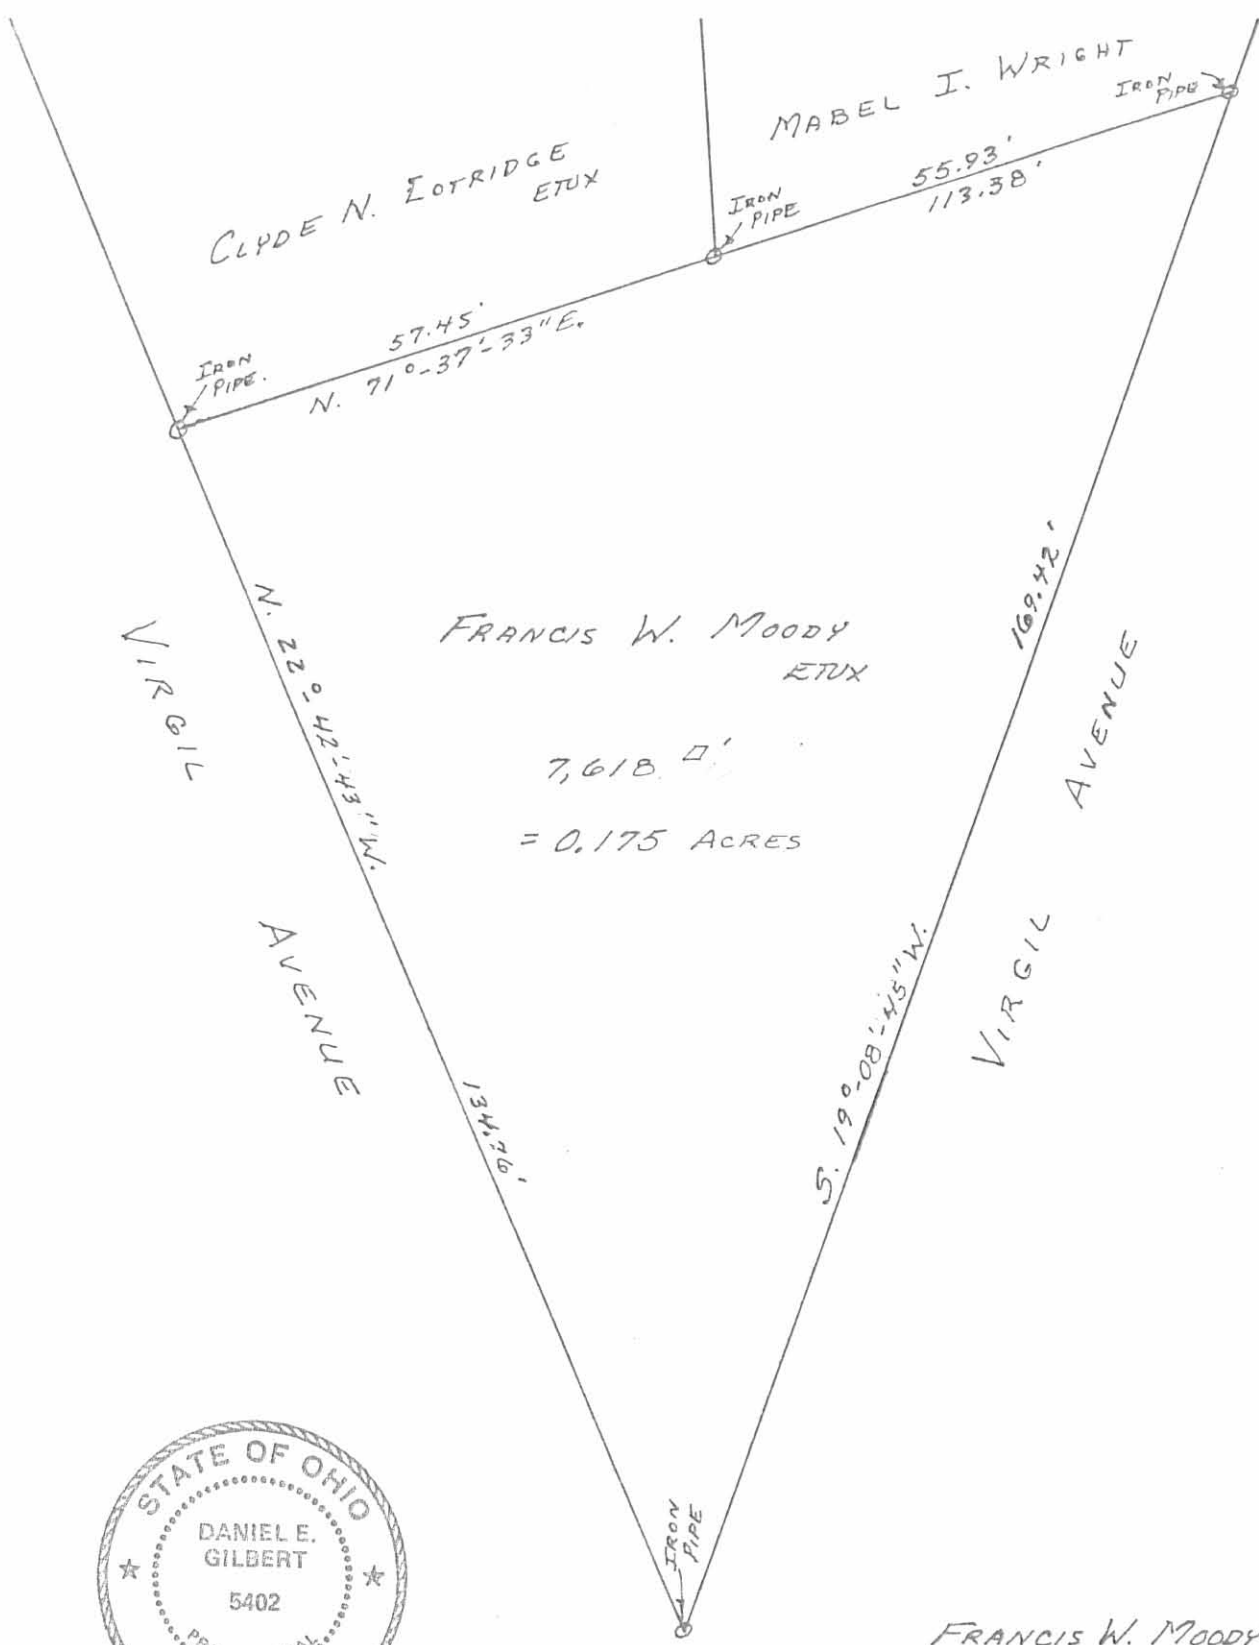 MABEL I. WRIGHT
IRON
PIPE
CLYDE N. LOTRIDGE
ETUX
55.93'
113.38'
IRON
PIPE
57.45'
N. 71°-37'-33" E.
IRON
PIPE.
N. 22°-42'-43" W.
134.76'
169.42'
S. 19°-08'-45" W.
FRANCIS W. MOODY
ETUX
7,618 □'
= 0.175 ACRES
VIRGIL
AVENUE
VIRGIL AVENUE
IRON
PIPE
STATE OF OHIO
DANIEL E.
GILBERT
5402
FRANCIS W. MOODY